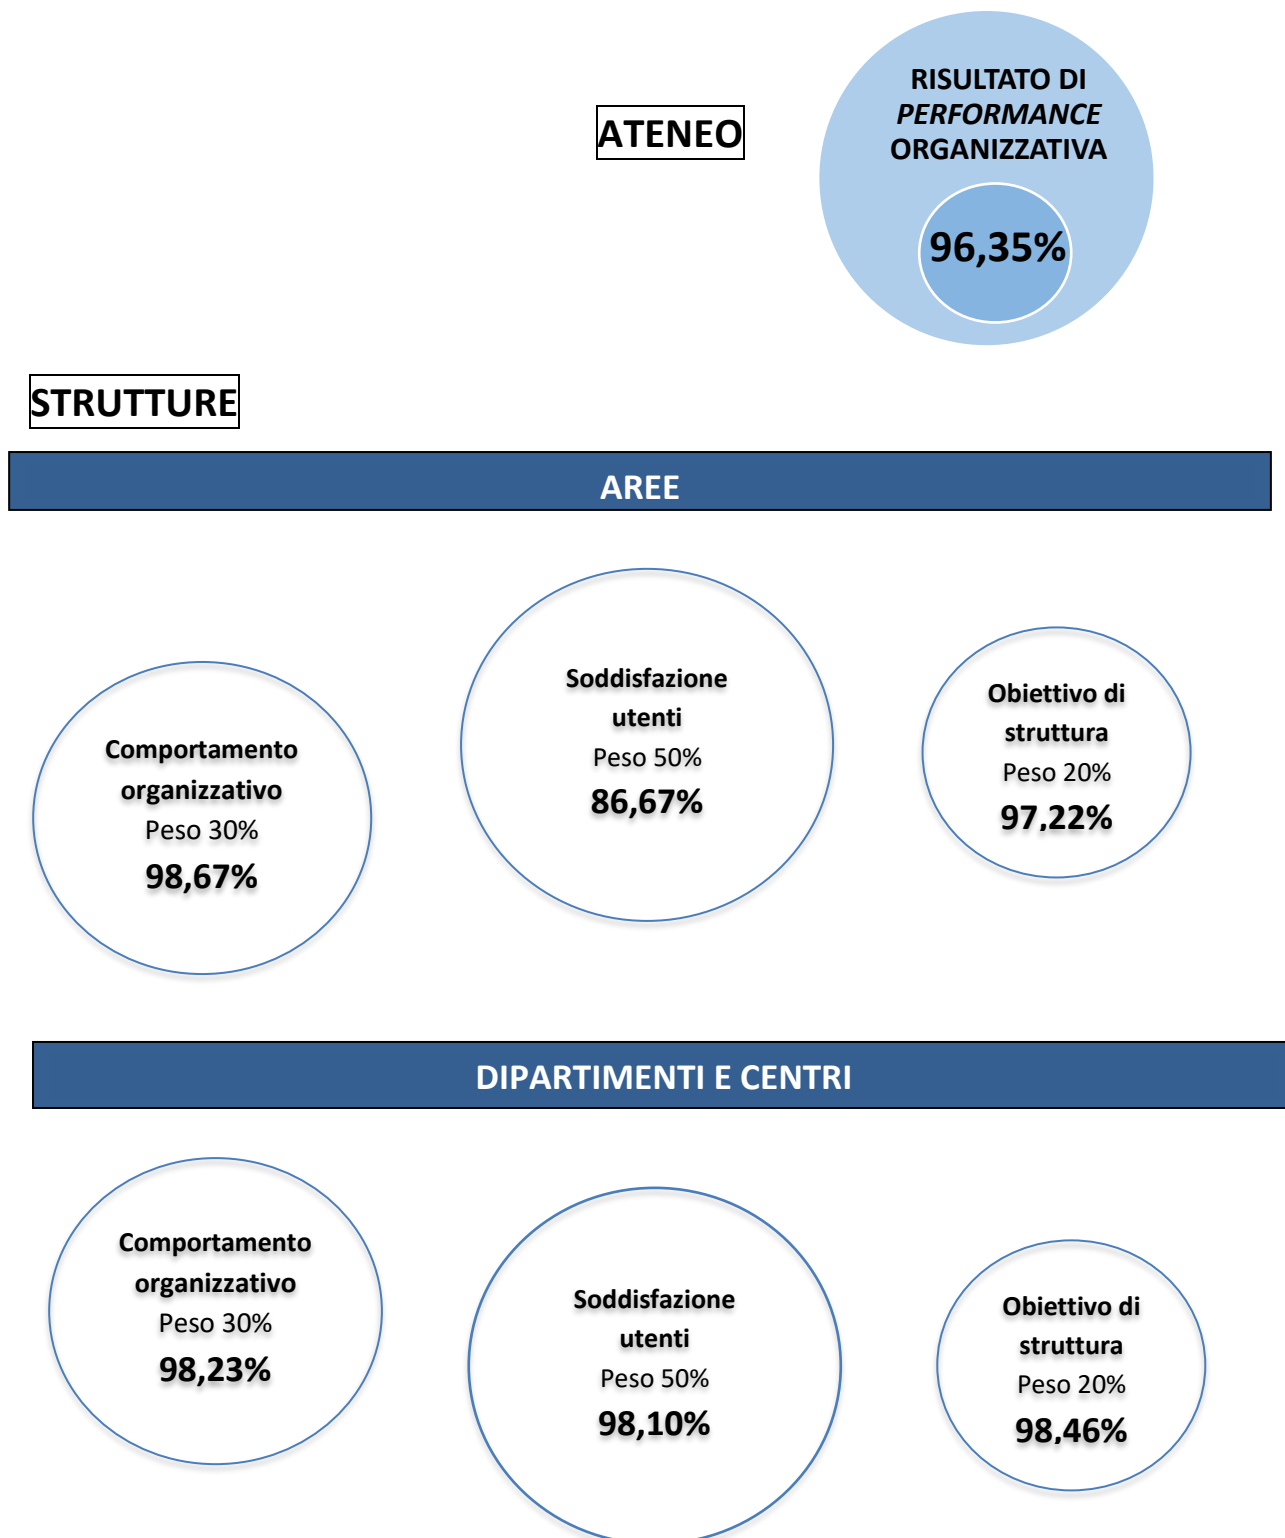 ATENEO
RISULTATO DI
PERFORMANCE
ORGANIZZATIVA
96,35%
STRUTTURE
AREE
Comportamento
organizzativo
Peso 30%
98,67%
Soddisfazione
utenti
Peso 50%
86,67%
Obiettivo di
struttura
Peso 20%
97,22%
DIPARTIMENTI E CENTRI
Comportamento
organizzativo
Peso 30%
98,23%
Soddisfazione
utenti
Peso 50%
98,10%
Obiettivo di
struttura
Peso 20%
98,46%